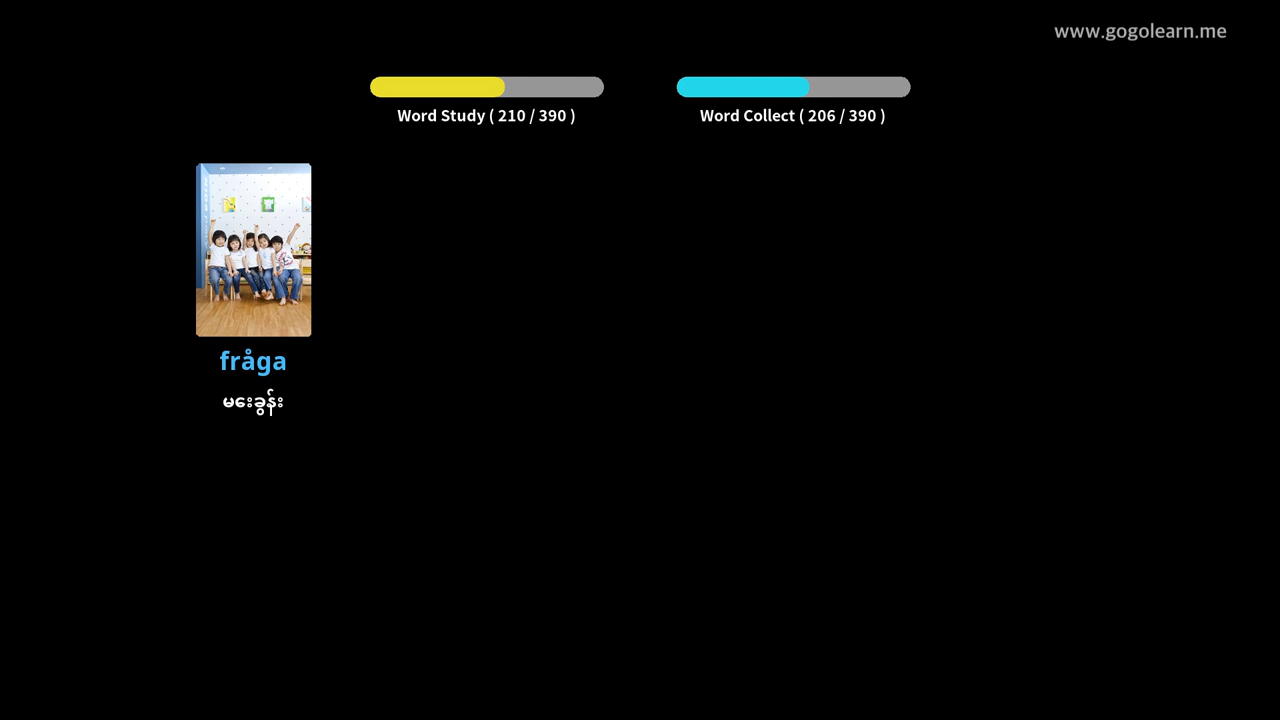 www.gogolearn.me
Word Study ( 210 / 390 )
Word Collect ( 206 / 390 )
fråga
မေးခွန်း